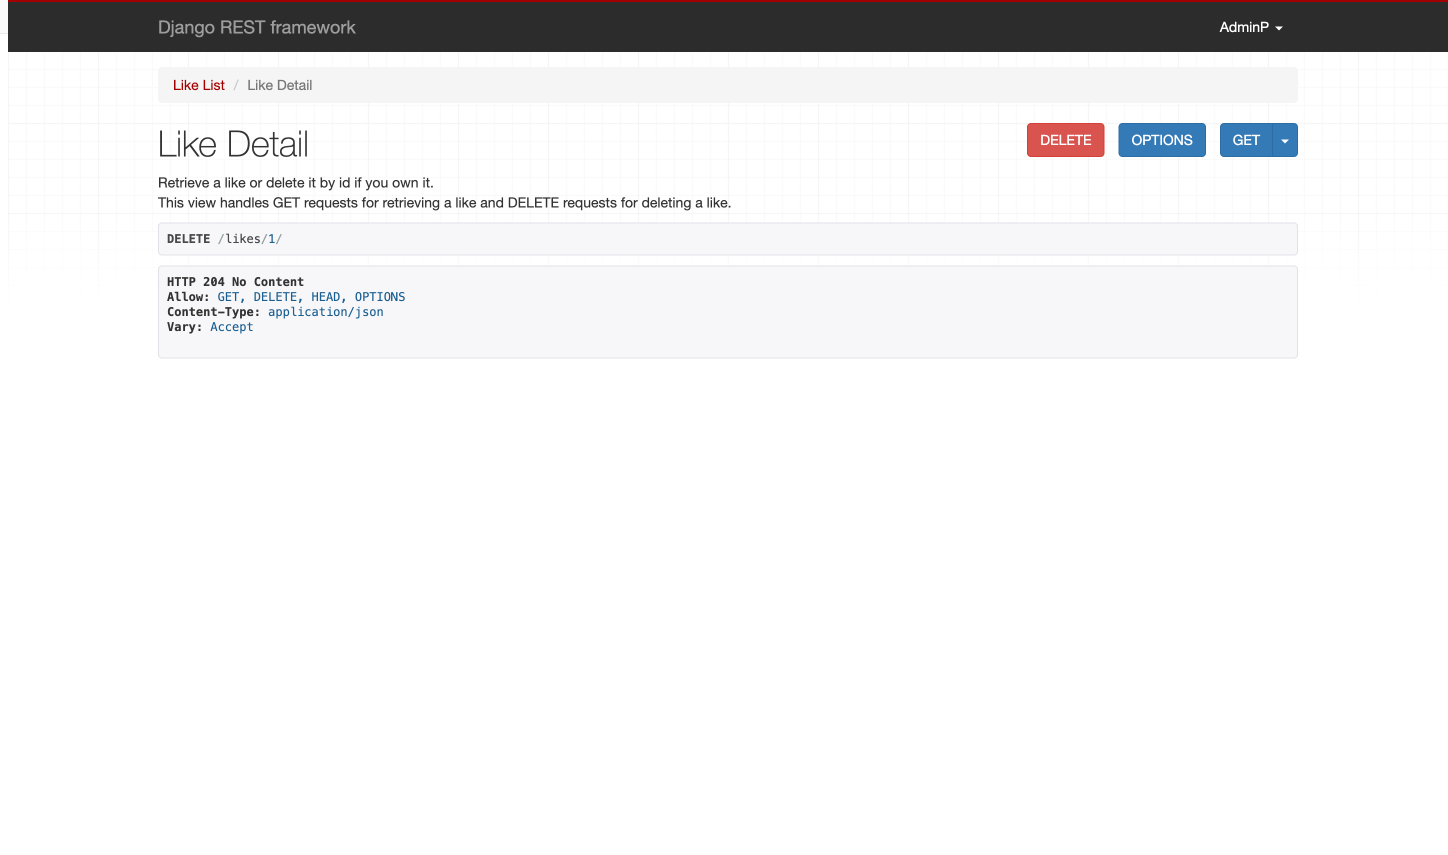 Django REST framework
AdminP
Like List / Like Detail
Like Detail
DELETE
OPTIONS
GET
Retrieve a like or delete it by id if you own it.
This view handles GET requests for retrieving a like and DELETE requests for deleting a like.
DELETE /likes/1/
HTTP 204 No Content
Allow: GET, DELETE, HEAD, OPTIONS
Content-Type: application/json
Vary: Accept